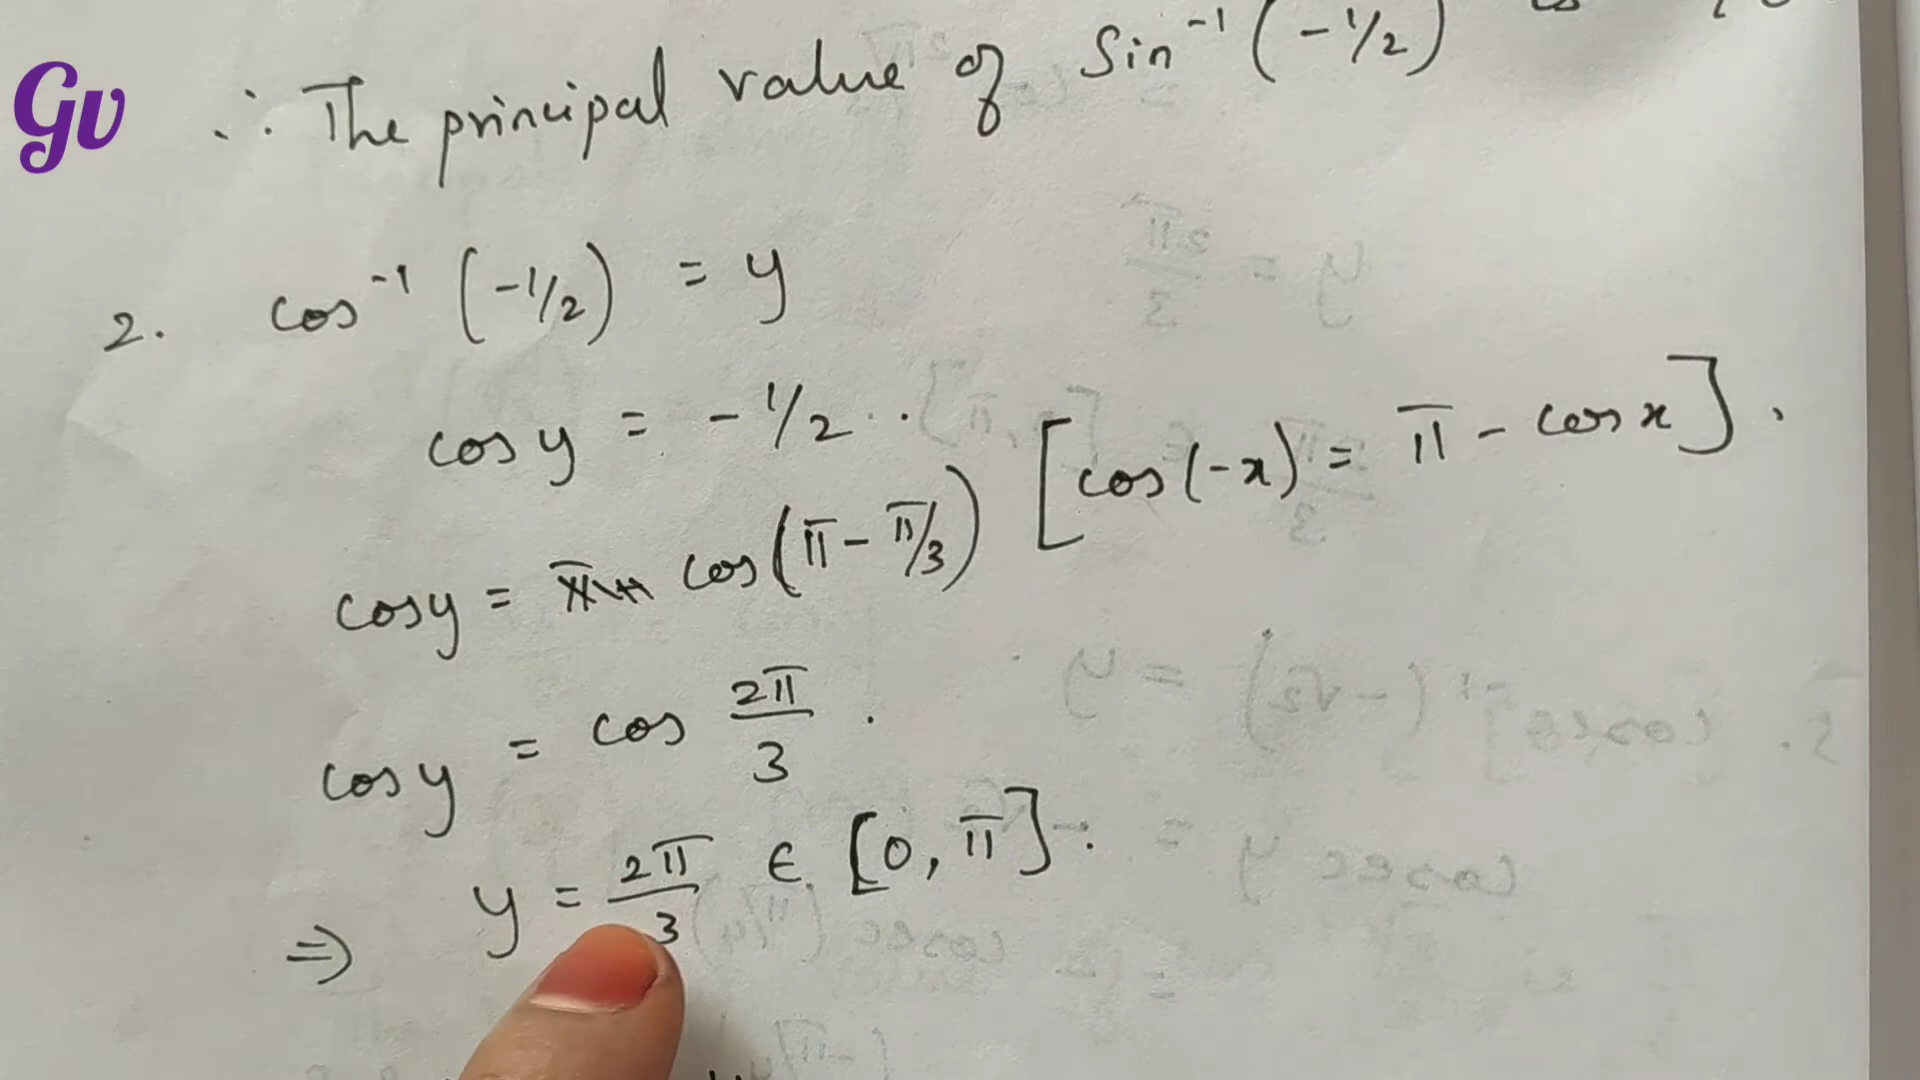 Gv
∴ The principal value of Sin⁻¹ (-1/2)
2. cos⁻¹ (-1/2) = y
cos y = -1/2 . .
cos y = cos (π - π/3) [cos(-x) = π - cos x].
cos y = cos 2π/3 .
⇒ y = 2π/3 ∈ [0, π].